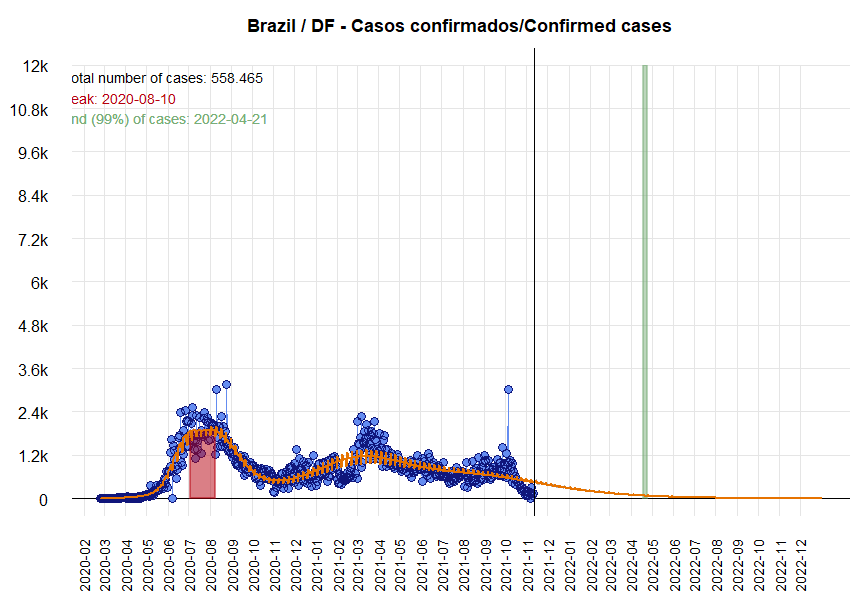 Brazil / DF - Casos confirmados/Confirmed cases
12k
10.8k
9.6k
8.4k
7.2k
6k
4.8k
3.6k
2.4k
1.2k
0
otal number of cases: 558.465
eak: 2020-08-10
nd (99%) of cases: 2022-04-21
2020-02
2020-03
2020-04
2020-05
2020-06
2020-07
2020-08
2020-09
2020-10
2020-11
2020-12
2021-01
2021-02
2021-03
2021-04
2021-05
2021-06
2021-07
2021-08
2021-09
2021-10
2021-11
2021-12
2022-01
2022-02
2022-03
2022-04
2022-05
2022-06
2022-07
2022-08
2022-09
2022-10
2022-11
2022-12